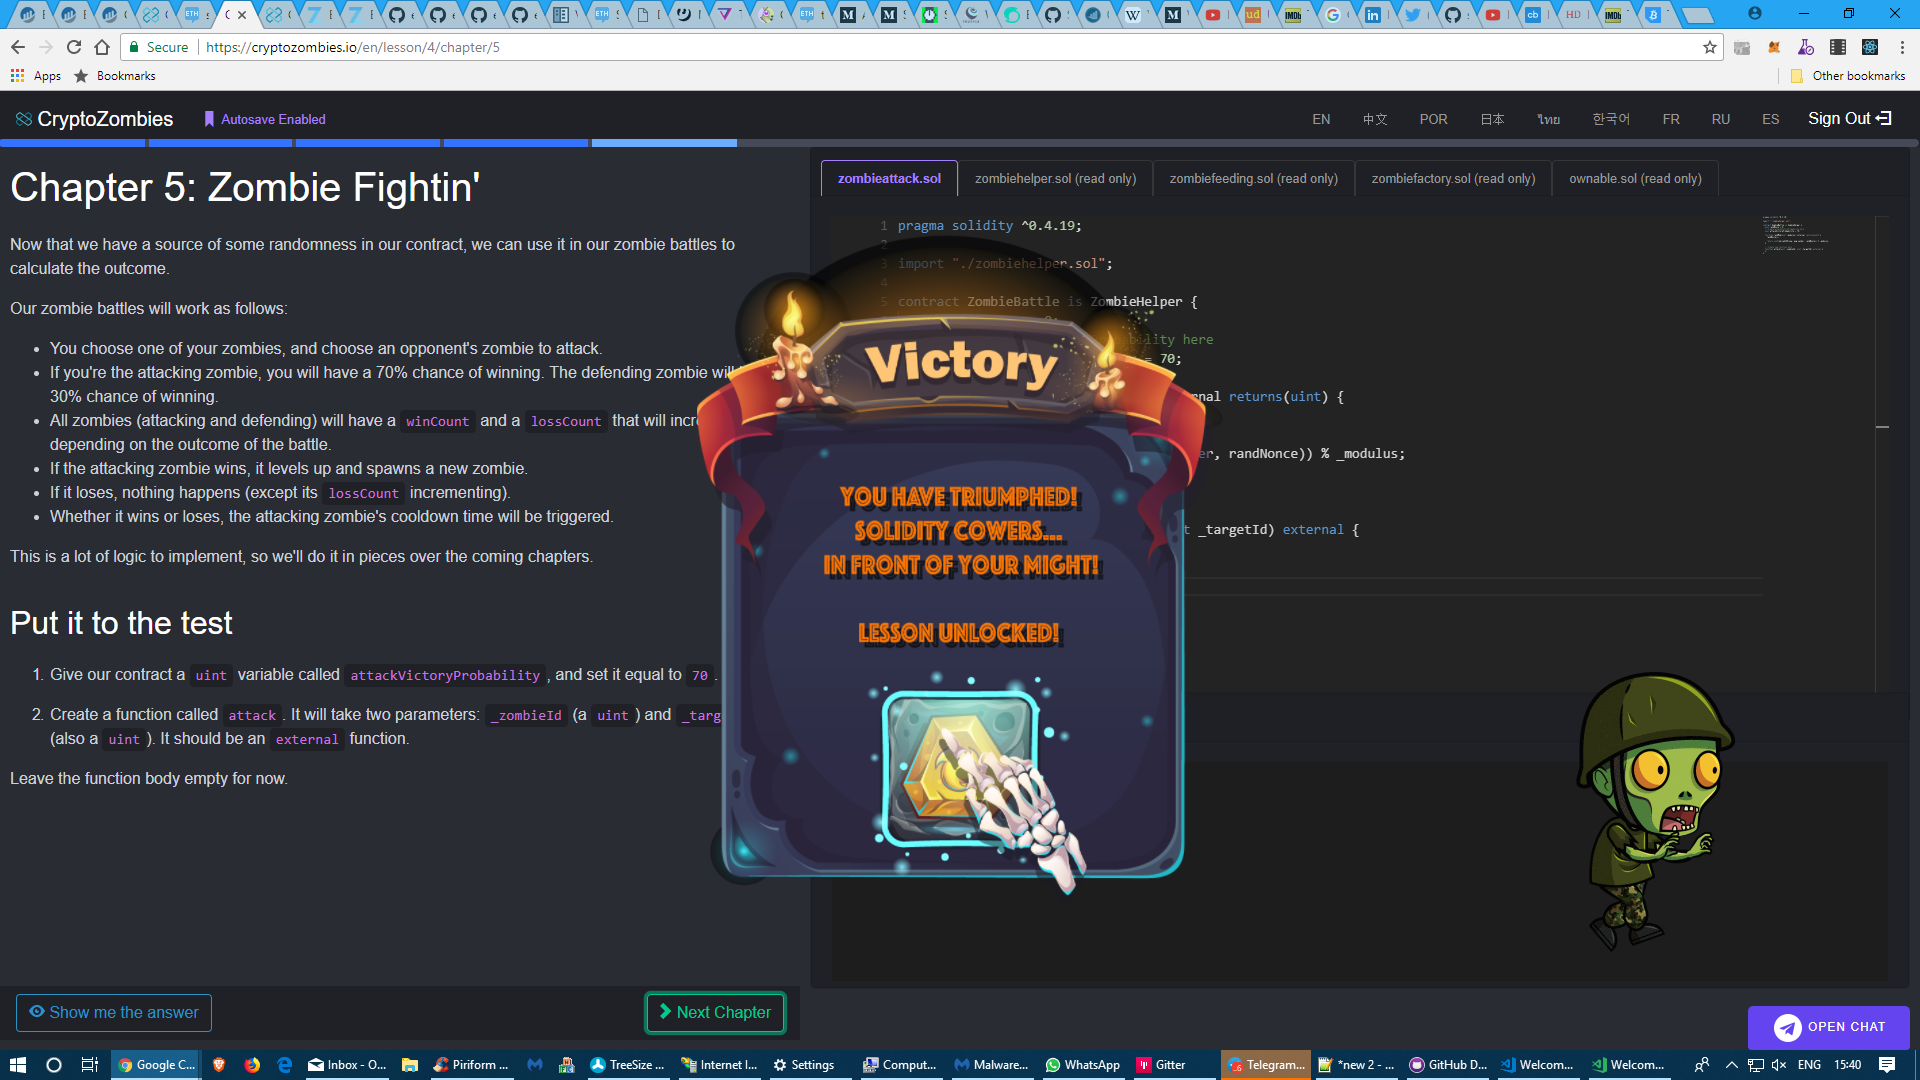 Secure
https://cryptozombies.io/en/lesson/4/chapter/5
Apps
Bookmarks
Other bookmarks
CryptoZombies
Autosave Enabled
EN
中文
POR
日本
ไทย
한국어
FR
RU
ES
Sign Out
Chapter 5: Zombie Fightin'
Now that we have a source of some randomness in our contract, we can use it in our zombie battles to
calculate the outcome.
Our zombie battles will work as follows:
You choose one of your zombies, and choose an opponent's zombie to attack.
If you're the attacking zombie, you will have a 70% chance of winning. The defending zombie will
30% chance of winning.
All zombies (attacking and defending) will have a winCount and a lossCount that will incre
depending on the outcome of the battle.
If the attacking zombie wins, it levels up and spawns a new zombie.
If it loses, nothing happens (except its lossCount incrementing).
Whether it wins or loses, the attacking zombie's cooldown time will be triggered.
This is a lot of logic to implement, so we'll do it in pieces over the coming chapters.
Put it to the test
1. Give our contract a uint variable called attackVictoryProbability , and set it equal to 70 .
2. Create a function called attack . It will take two parameters: _zombieId (a uint ) and _targ
(also a uint ). It should be an external function.
Leave the function body empty for now.
Show me the answer
Next Chapter
zombieattack.sol
zombiehelper.sol (read only)
zombiefeeding.sol (read only)
zombiefactory.sol (read only)
ownable.sol (read only)
1 pragma solidity ^0.4.19;
2
3 import "./zombiehelper.sol";
4
5 contract ZombieBattle is ZombieHelper {
bility here
= 70;
nal returns(uint) {
er, randNonce)) % _modulus;
t _targetId) external {
Victory
YOU HAVE TRIUMPHED!
SOLIDITY COWERS...
IN FRONT OF YOUR MIGHT!
LESSON UNLOCKED!
OPEN CHAT
Google C...
Inbox - O...
Piriform ...
TreeSize ...
Internet I...
Settings
Comput...
Malware...
WhatsApp
Gitter
Telegram...
*new 2 - ...
GitHub D...
Welcom...
Welcom...
ENG
15:40